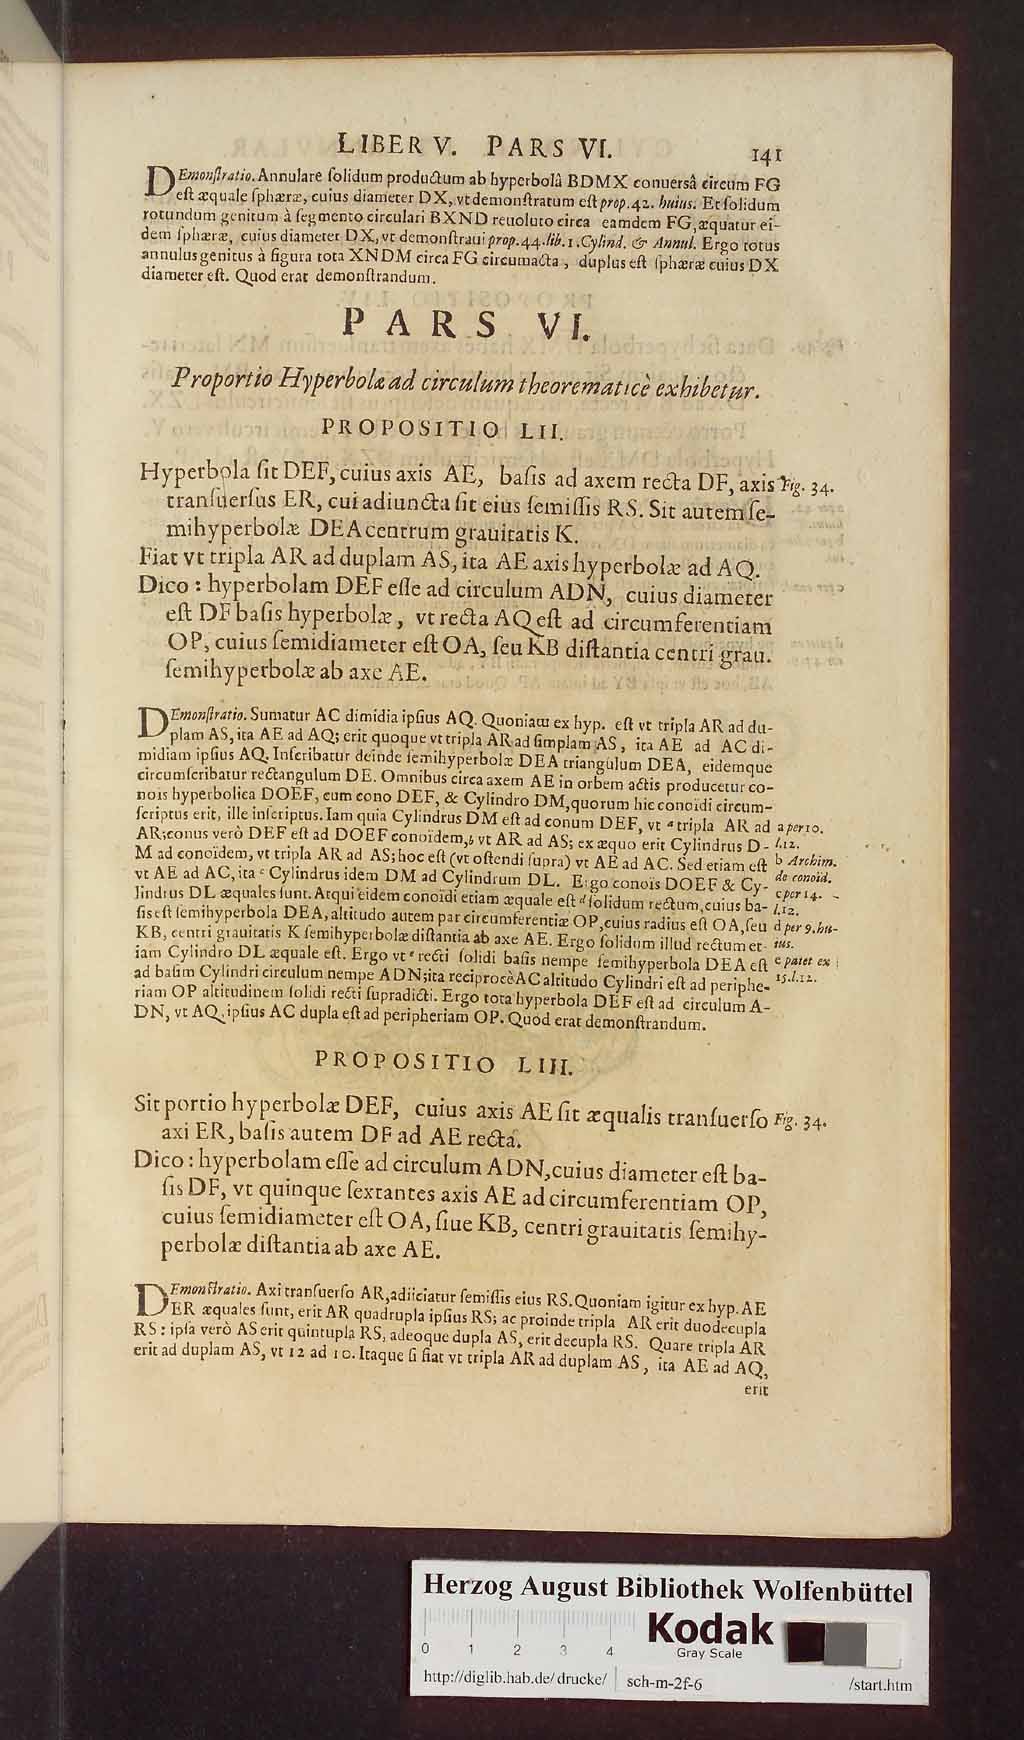 LIBER V. PARS VI. 141
DEmonſtratio. Annulare ſolidum productum ab hyperbolâ BDMX conuersâ circum FG
eſt æquale ſphæræ, cuius diameter DX, vt demonſtratum eſt prop. 42. huius. Et ſolidum
rotundum genitum à ſegmento circulari BXND reuoluto circa eamdem FG, æquatur ei-
dem ſphæræ, cuius diameter DX, vt demonſtraui prop. 44. lib. 1. Cylind. & Annul. Ergo totus
annulus genitus à figura tota XNDM circa FG circumacta, duplus eſt ſphæræ cuius DX
diameter eſt. Quod erat demonſtrandum.
PARS VI.
Proportio Hyperbolæ ad circulum theorematicè exhibetur.
PROPOSITIO LII.
Hyperbola ſit DEF, cuius axis AE, baſis ad axem recta DF, axis Fig. 34.
tranſuerſus ER, cui adiuncta ſit eius ſemiſſis RS. Sit autem ſe-
mihyperbolæ DEA centrum grauitatis K.
Fiat vt tripla AR ad duplam AS, ita AE axis hyperbolæ ad AQ.
Dico: hyperbolam DEF eſſe ad circulum ADN, cuius diameter
eſt DF baſis hyperbolæ, vt recta AQ eſt ad circumferentiam
OP, cuius ſemidiameter eſt OA, ſeu KB diſtantia centri grau.
ſemihyperbolæ ab axe AE.
DEmonſtratio. Sumatur AC dimidia ipſius AQ. Quoniam ex hyp. eſt vt tripla AR ad du-
plam AS, ita AE ad AQ; erit quoque vt tripla AR ad ſimplam AS, ita AE ad AC di-
midiam ipſius AQ. Inſcribatur deinde ſemihyperbolæ DEA triangulum DEA, eidemque
circumſcribatur rectangulum DE. Omnibus circa axem AE in orbem actis producetur co-
nois hyperbolica DOEF, cum cono DEF, & Cylindro DM, quorum hic conoïdi circum-
ſcriptus erit, ille inſcriptus. Iam quia Cylindrus DM eſt ad conum DEF, vt a tripla AR ad a per 10.
AR; conus verò DEF eſt ad DOEF conoïdem, b vt AR ad AS; ex æquo erit Cylindrus D- l. 12.
M ad conoïdem, vt tripla AR ad AS; hoc eſt (vt oſtendi ſupra) vt AE ad AC. Sed etiam eſt b Archim.
vt AE ad AC, ita c Cylindrus idem DM ad Cylindrum DL. Ergo conois DOEF & Cy- de conoid.
lindrus DL æquales ſunt. Atqui eidem conoïdi etiam æquale eſt d ſolidum rectum, cuius ba- c per 14.
ſis eſt ſemihyperbola DEA, altitudo autem par circumferentiæ OP, cuius radius eſt OA, ſeu l. 12.
KB, centri grauitatis K ſemihyperbolæ diſtantia ab axe AE. Ergo ſolidum illud rectum et- d per 9. hu-
iam Cylindro DL æquale eſt. Ergo vt e recti ſolidi baſis nempe ſemihyperbola DEA eſt ius.
ad baſim Cylindri circulum nempe ADN; ita reciprocè AC altitudo Cylindri eſt ad periphe- e patet ex
riam OP altitudinem ſolidi recti ſupradicti. Ergo tota hyperbola DEF eſt ad circulum A- 15. l. 12.
DN, vt AQ, ipſius AC dupla eſt ad peripheriam OP. Quod erat demonſtrandum.
PROPOSITIO LIII.
Sit portio hyperbolæ DEF, cuius axis AE ſit æqualis tranſuerſo Fig. 34.
axi ER, baſis autem DF ad AE recta.
Dico: hyperbolam eſſe ad circulum ADN, cuius diameter eſt ba-
ſis DF, vt quinque ſextantes axis AE ad circumferentiam OP,
cuius ſemidiameter eſt OA, ſiue KB, centri grauitatis ſemihy-
perbolæ diſtantia ab axe AE.
DEmonſtratio. Axi tranſuerſo AR, adiiciatur ſemiſſis eius RS. Quoniam igitur ex hyp. AE
ER æquales ſunt, erit AR quadrupla ipſius RS; ac proinde tripla AR erit duodecupla
RS: ipſa verò AS erit quintupla RS, adeoque dupla AS, erit decupla RS. Quare tripla AR
erit ad duplam AS, vt 12 ad 10. Itaque ſi fiat vt tripla AR ad duplam AS, ita AE ad AQ,
erit
Herzog August Bibliothek Wolfenbüttel
0 1 2 3 4
Kodak
Gray Scale
http://diglib.hab.de/drucke/ sch-m-2f-6 /start.htm